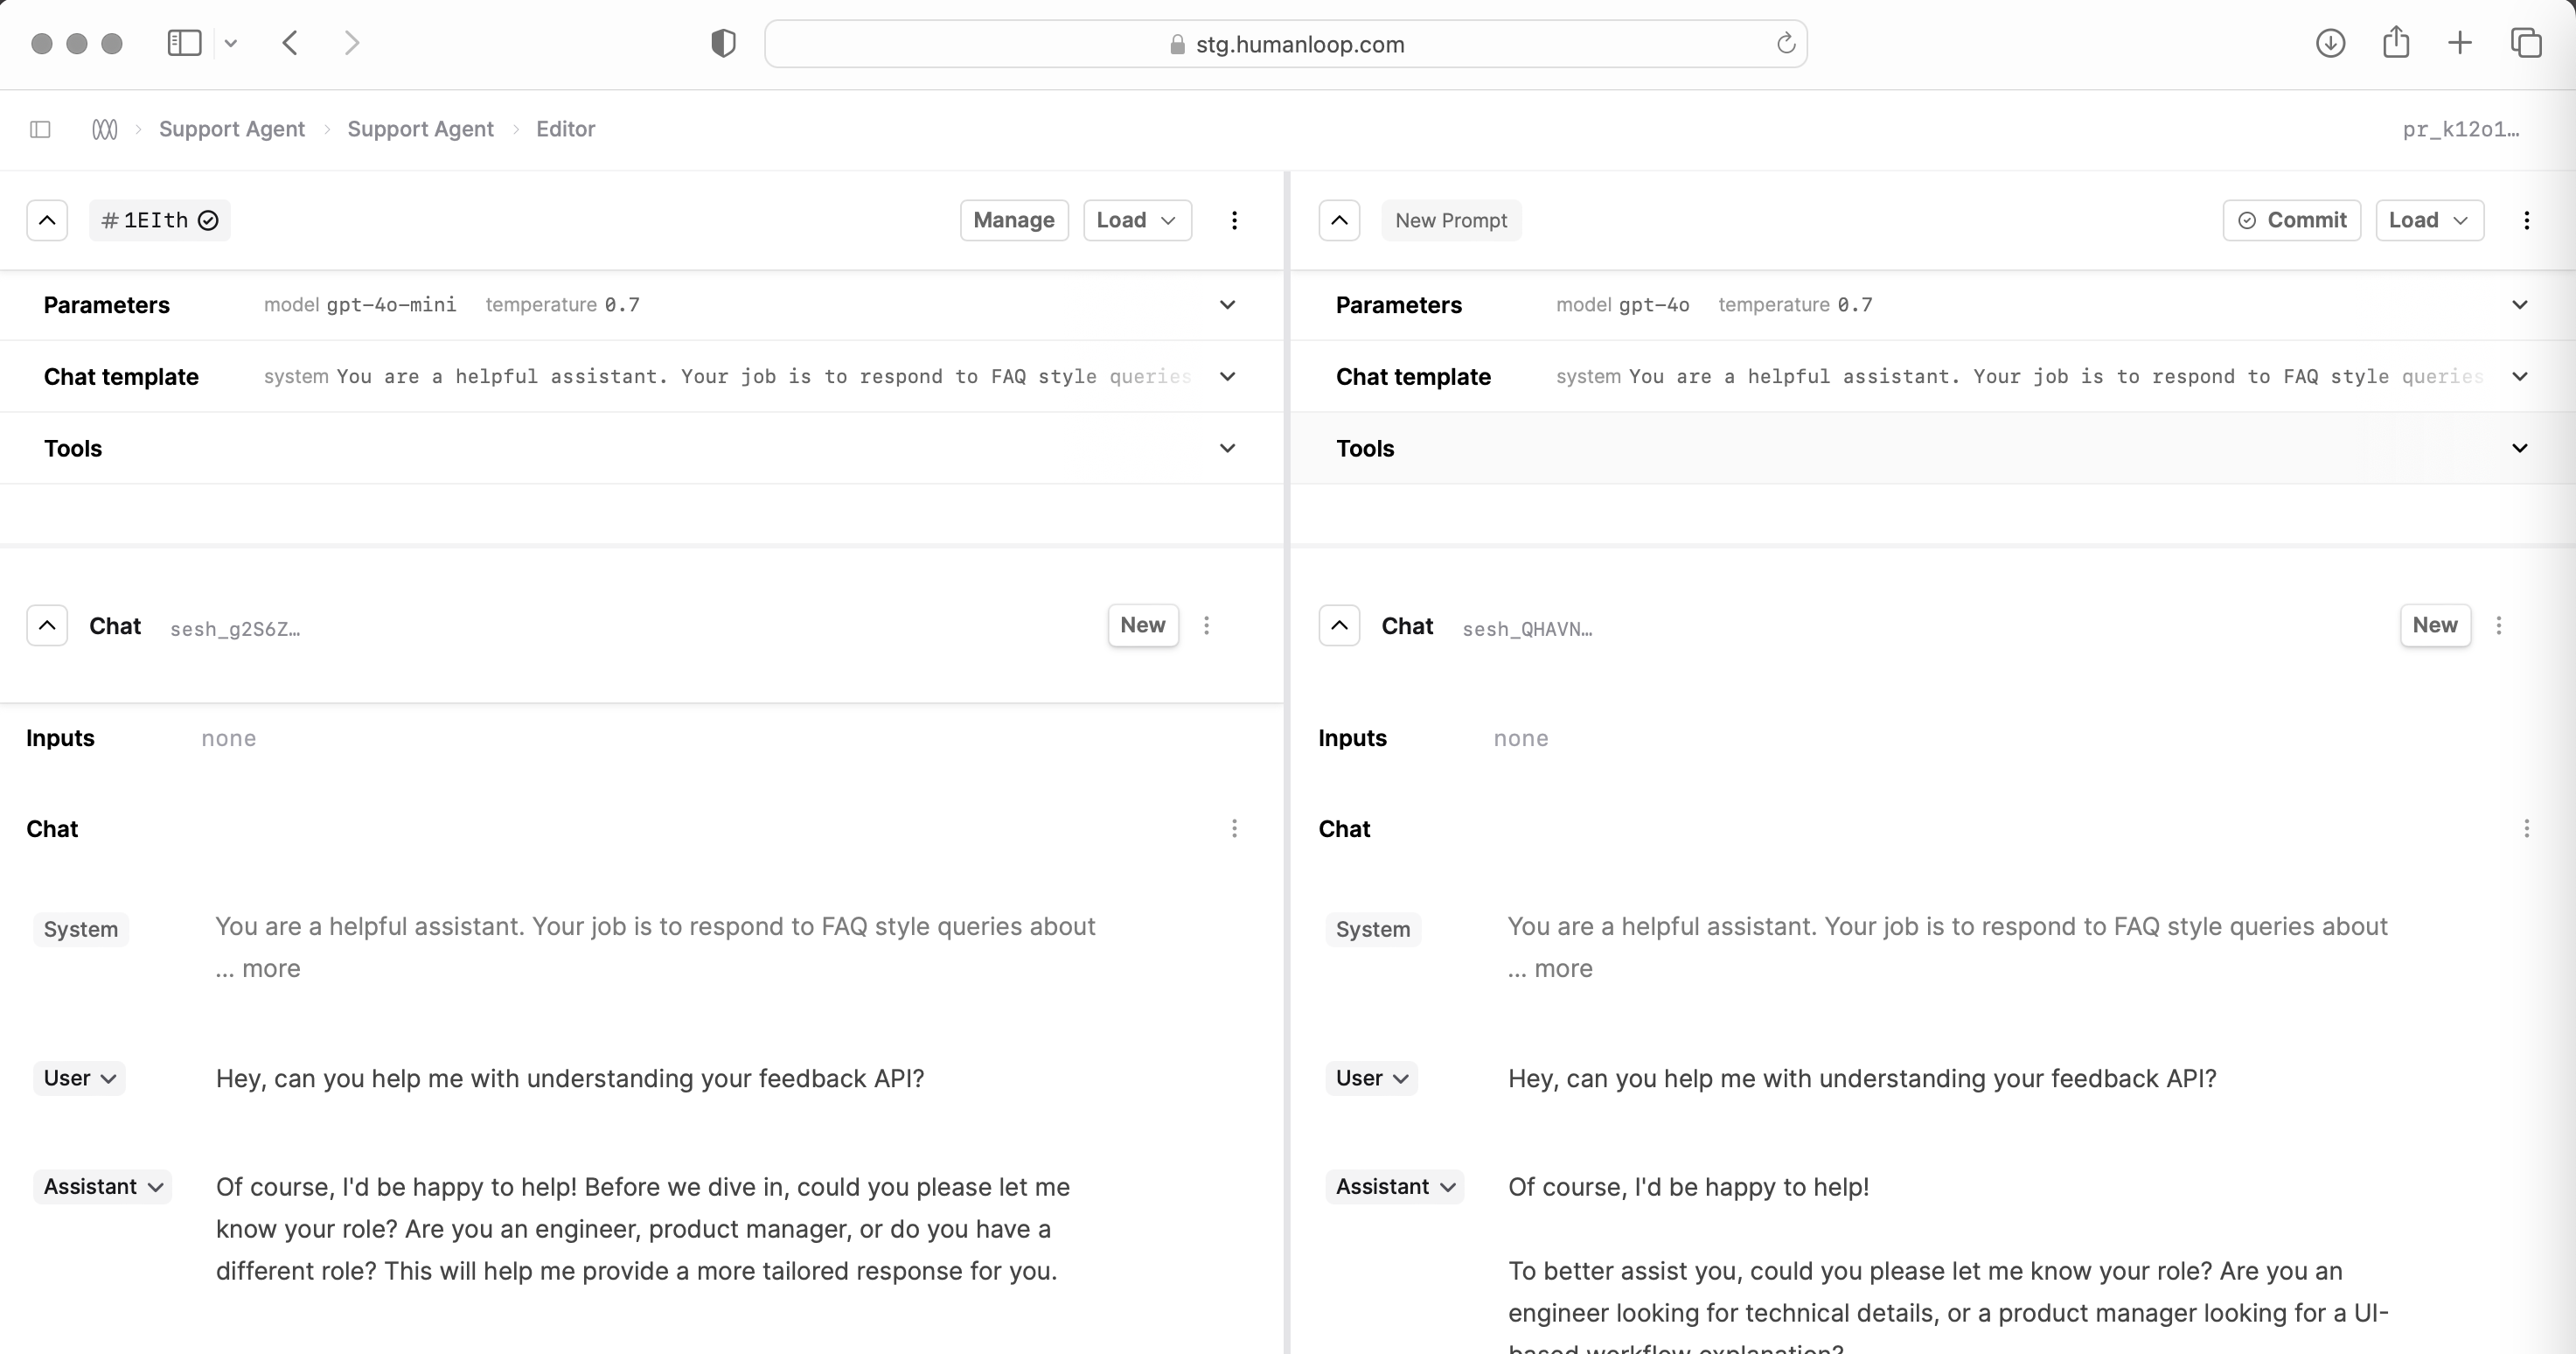 stg.humanloop.com
Support Agent > Support Agent > Editor
pr_k12o1…
#1EIth
Manage
Load
Parameters
model gpt-4o-mini temperature 0.7
Chat template
system You are a helpful assistant. Your job is to respond to FAQ style queries
Tools
Chat
sesh_g2S6Z…
New
Inputs
none
Chat
System
You are a helpful assistant. Your job is to respond to FAQ style queries about
... more
User
Hey, can you help me with understanding your feedback API?
Assistant
Of course, I'd be happy to help! Before we dive in, could you please let me
know your role? Are you an engineer, product manager, or do you have a
different role? This will help me provide a more tailored response for you.
New Prompt
Commit
Load
Parameters
model gpt-4o temperature 0.7
Chat template
system You are a helpful assistant. Your job is to respond to FAQ style queries
Tools
Chat
sesh_QHAVN…
New
Inputs
none
Chat
System
You are a helpful assistant. Your job is to respond to FAQ style queries about
... more
User
Hey, can you help me with understanding your feedback API?
Assistant
Of course, I'd be happy to help!
To better assist you, could you please let me know your role? Are you an
engineer looking for technical details, or a product manager looking for a UI-
based workflow explanation?